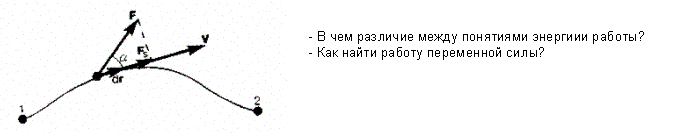 F
V
Fs
α
dr
1
2
- В чем различие между понятиями энергиии работы?
- Как найти работу переменной силы?